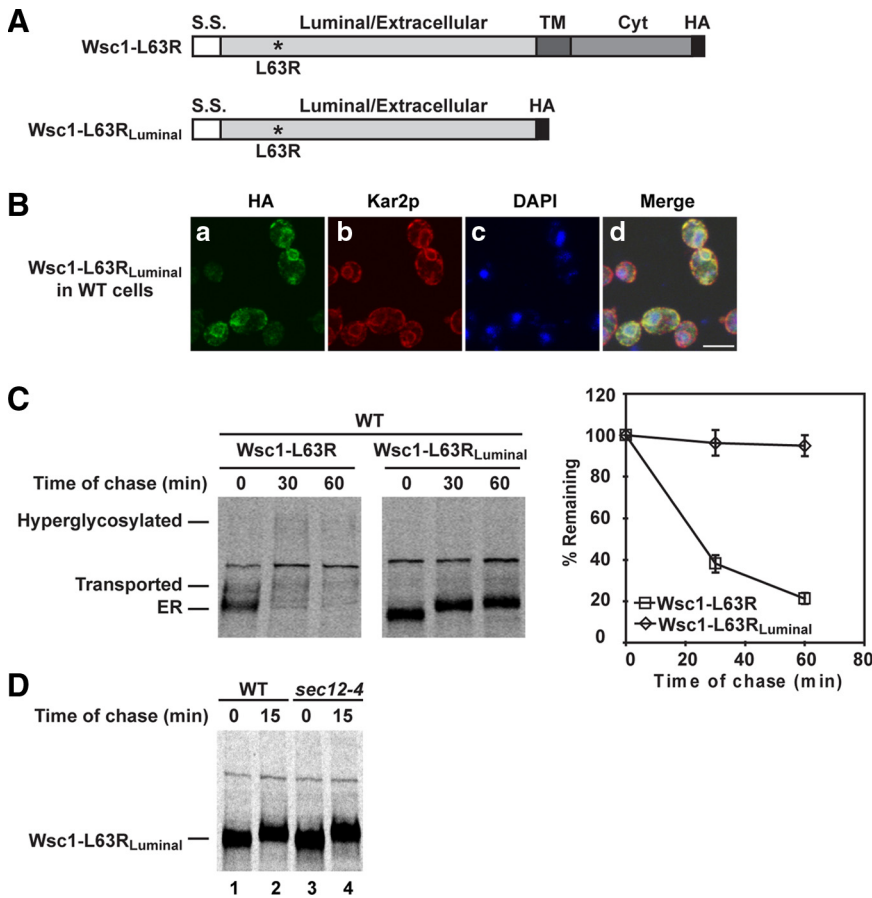 A
S.S. Luminal/Extracellular TM Cyt HA
Wsc1-L63R
*
L63R
S.S. Luminal/Extracellular HA
Wsc1-L63RLuminal
*
L63R
B
HA Kar2p DAPI Merge
a b c d
Wsc1-L63RLuminal
in WT cells
C
WT
Wsc1-L63R Wsc1-L63RLuminal
Time of chase (min) 0 30 60 0 30 60
Hyperglycosylated
Transported
ER
120
100
80
60
40
20
0
% Remaining
Wsc1-L63R
Wsc1-L63RLuminal
0 20 40 60 80
Time of chase (min)
D
WT sec12-4
Time of chase (min) 0 15 0 15
Wsc1-L63RLuminal
1 2 3 4